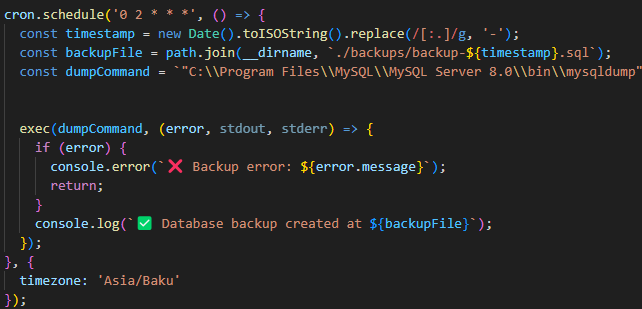 cron.schedule('0 2 * * *', () => {
const timestamp = new Date().toISOString().replace(/[:.]/g, '-');
const backupFile = path.join(__dirname, `./backups/backup-${timestamp}.sql`);
const dumpCommand = `"C:\\Program Files\\MySQL\\MySQL Server 8.0\\bin\\mysqldump"
exec(dumpCommand, (error, stdout, stderr) => {
if (error) {
console.error(`❌ Backup error: ${error.message}`);
return;
}
console.log(`✅ Database backup created at ${backupFile}`);
});
}, {
timezone: 'Asia/Baku'
});